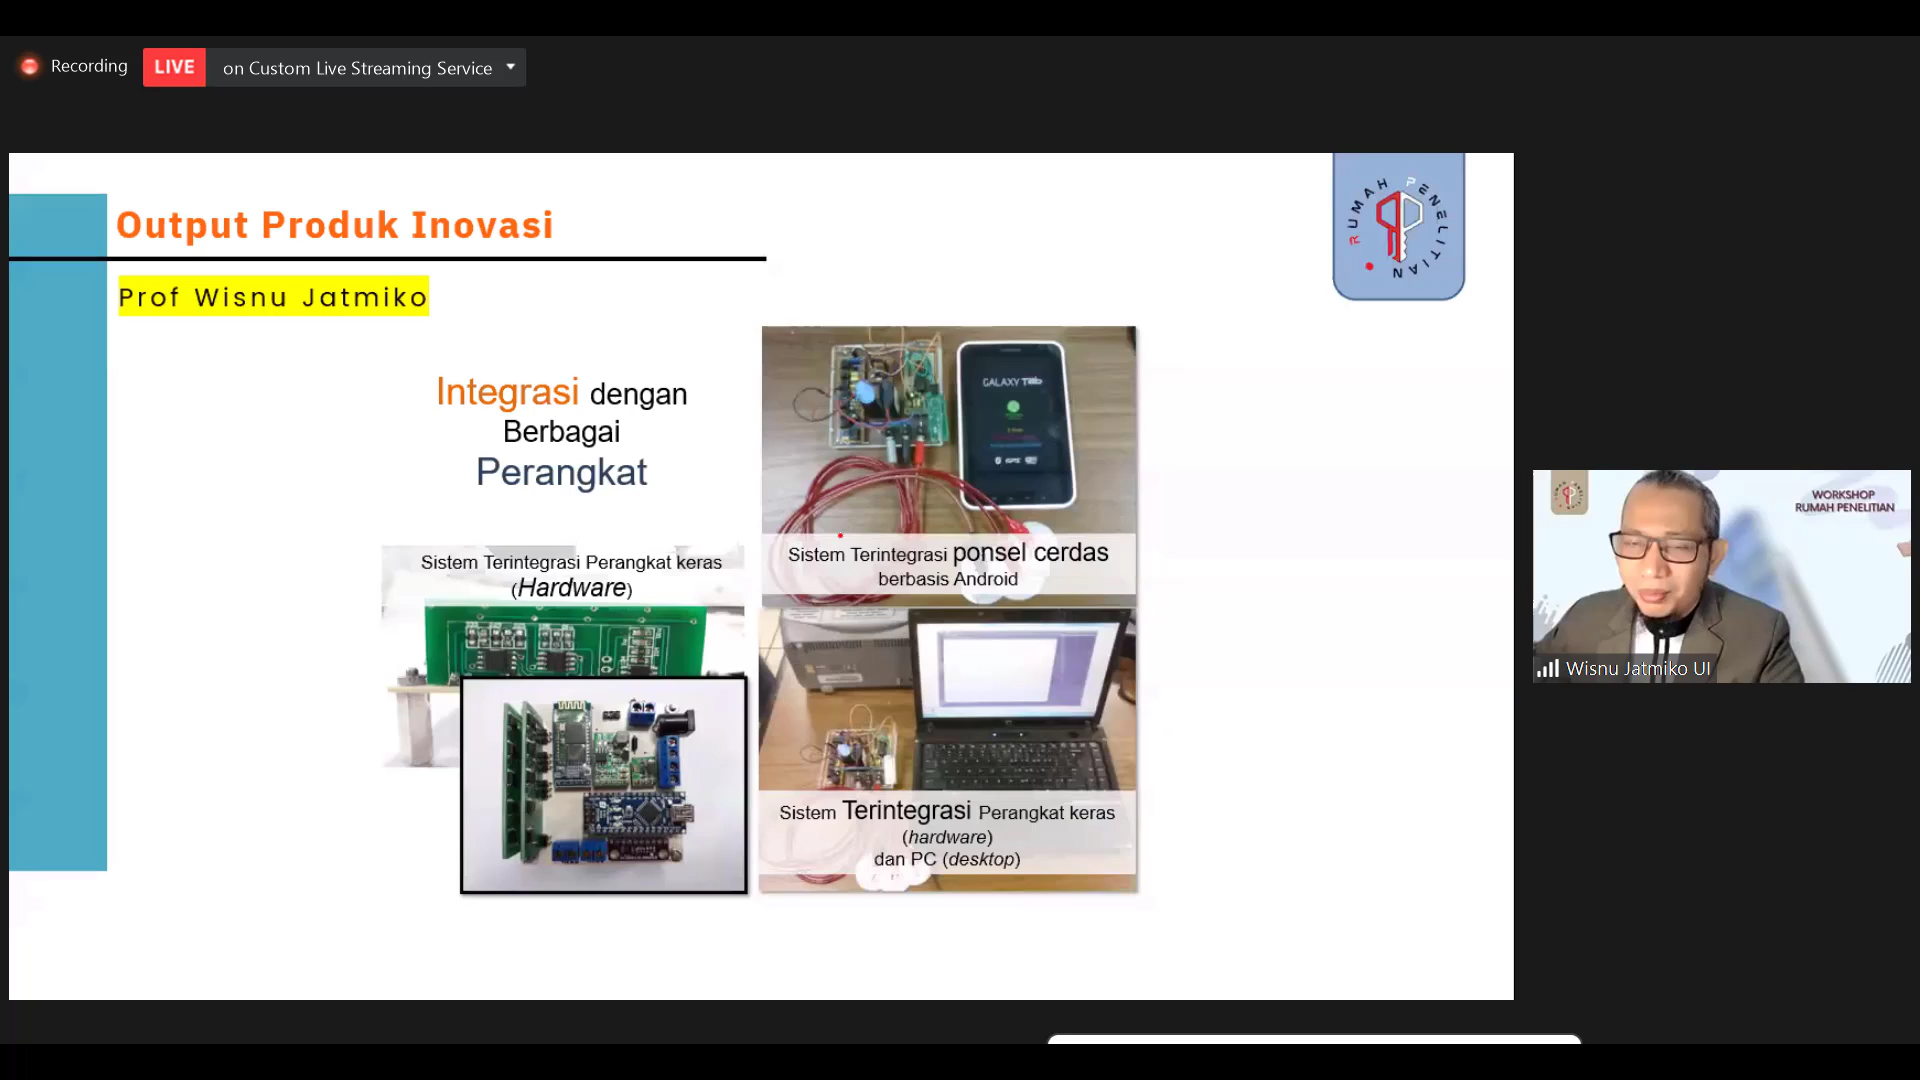 Recording
LIVE on Custom Live Streaming Service
Output Produk Inovasi
RUMAH PENELITIAN
Prof Wisnu Jatmiko
Integrasi dengan
Berbagai
Perangkat
GALAXY Tab
Sistem Terintegrasi ponsel cerdas
berbasis Android
Sistem Terintegrasi Perangkat keras
(Hardware)
Sistem Terintegrasi Perangkat keras
(hardware)
dan PC (desktop)
WORKSHOP
RUMAH PENELITIAN
Wisnu Jatmiko UI